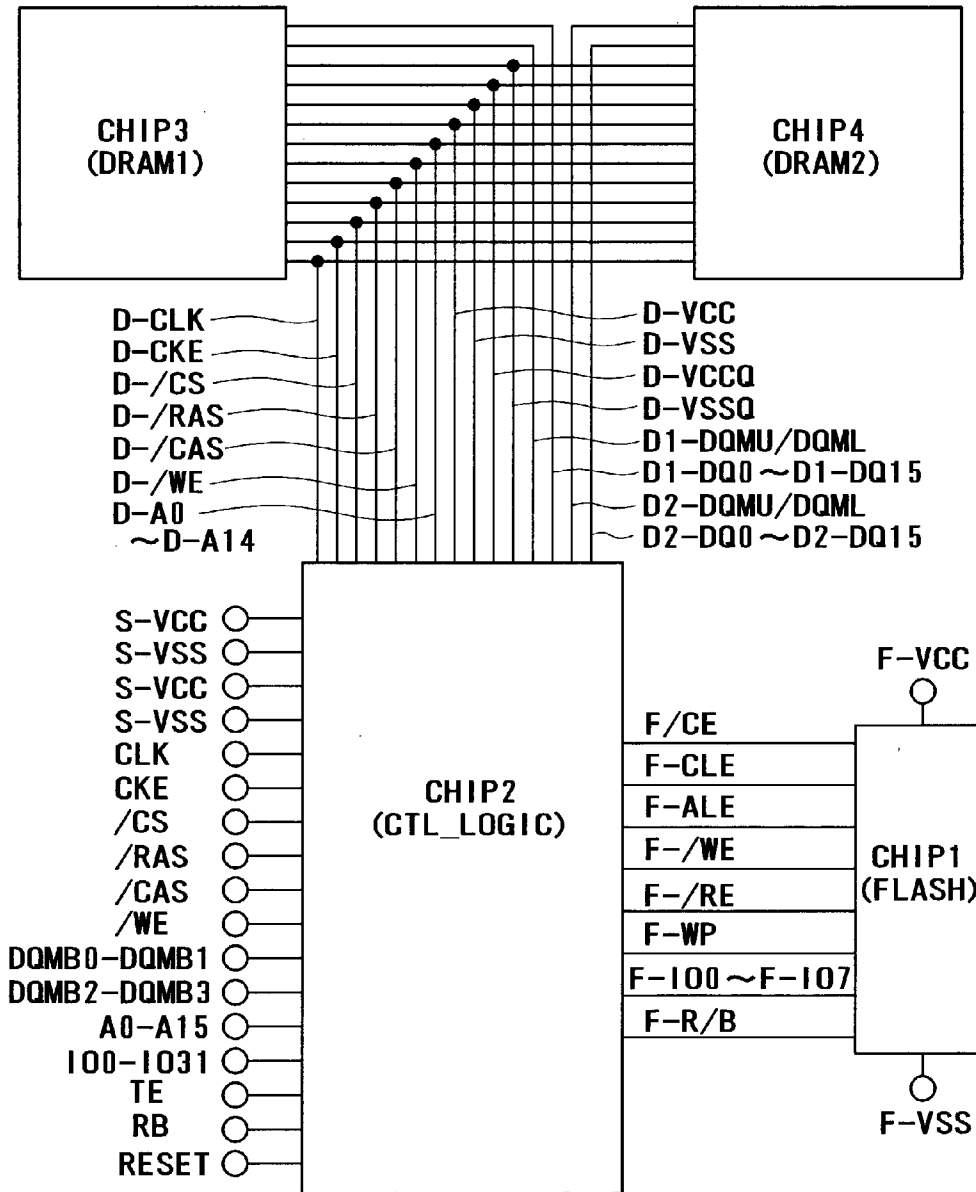 CHIP3
(DRAM1)
CHIP4
(DRAM2)
D-CLK
D-CKE
D-/CS
D-/RAS
D-/CAS
D-/WE
D-A0
~D-A14
D-VCC
D-VSS
D-VCCQ
D-VSSQ
D1-DQMU/DQML
D1-DQ0~D1-DQ15
D2-DQMU/DQML
D2-DQ0~D2-DQ15
S-VCC
S-VSS
S-VCC
S-VSS
CLK
CKE
/CS
/RAS
/CAS
/WE
DQMB0-DQMB1
DQMB2-DQMB3
A0-A15
IO0-IO31
TE
RB
RESET
CHIP2
(CTL_LOGIC)
F/CE
F-CLE
F-ALE
F-/WE
F-/RE
F-WP
F-IO0~F-IO7
F-R/B
F-VCC
CHIP1
(FLASH)
F-VSS